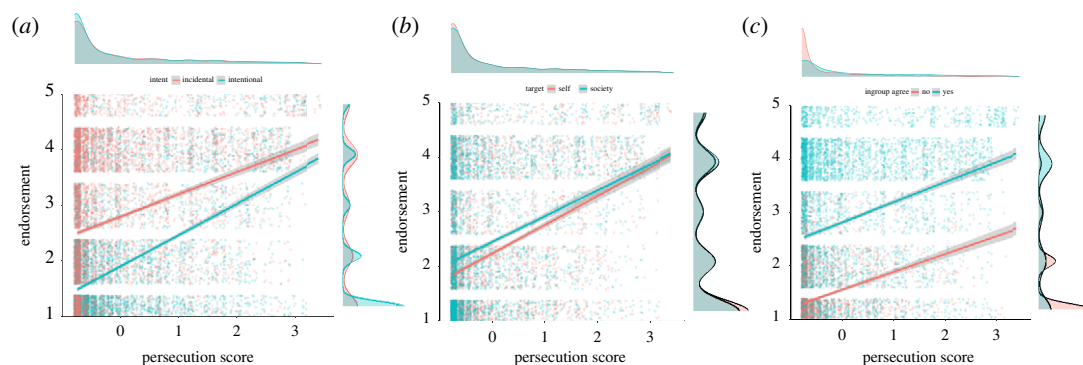 (a)
intent incidental intentional
5
4
3
2
1
endorsement
0 1 2 3
persecution score
(b)
target self society
5
4
3
2
1
endorsement
0 1 2 3
persecution score
(c)
ingroup agree no yes
5
4
3
2
1
endorsement
0 1 2 3
persecution score